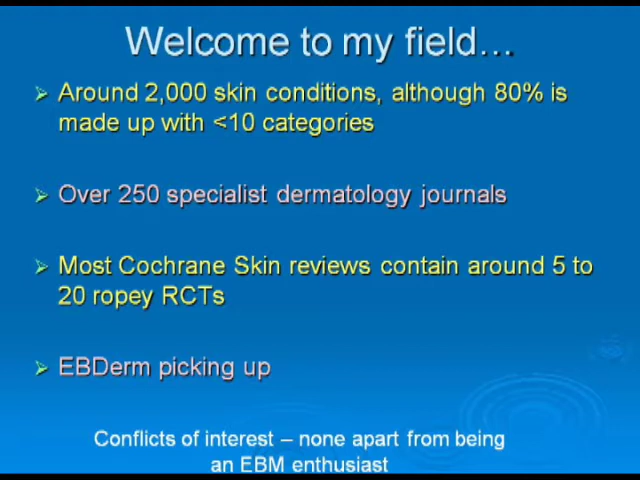 Welcome to my field…
Around 2,000 skin conditions, although 80% is
made up with <10 categories
Over 250 specialist dermatology journals
Most Cochrane Skin reviews contain around 5 to
20 ropey RCTs
EBDerm picking up
Conflicts of interest – none apart from being
an EBM enthusiast